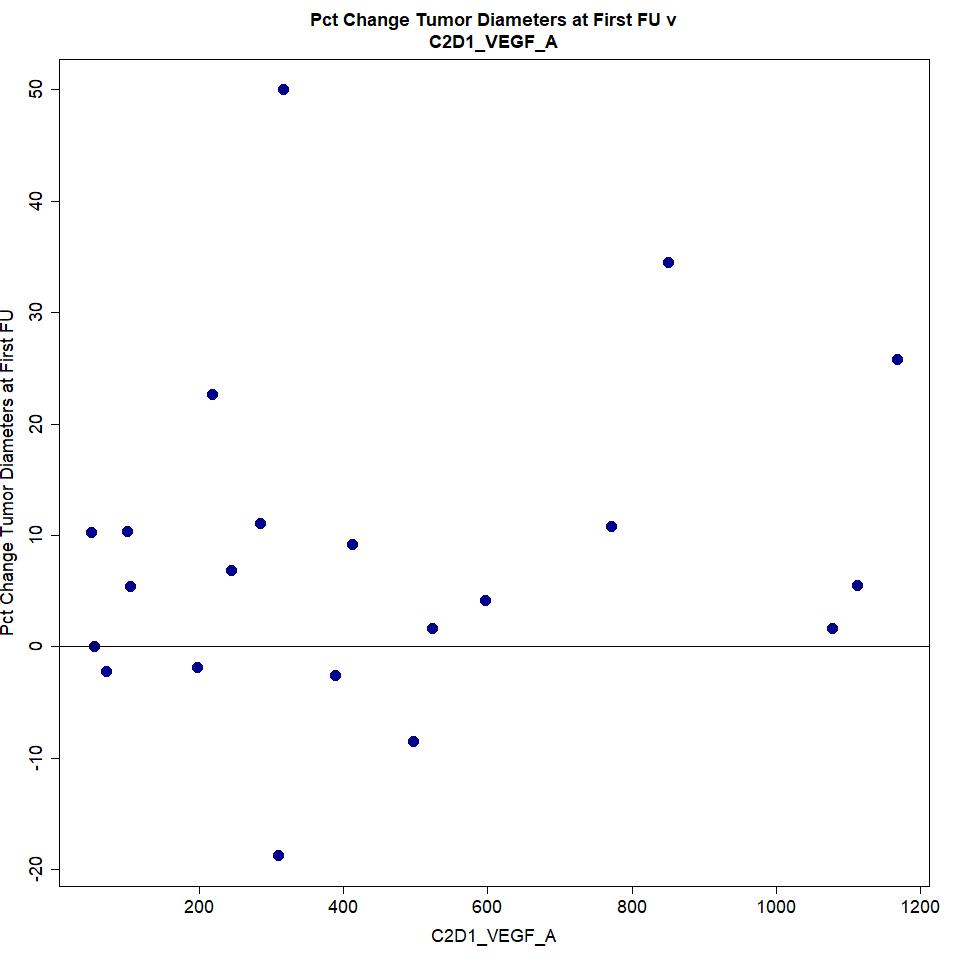 Pct Change Tumor Diameters at First FU v
C2D1_VEGF_A
Pct Change Tumor Diameters at First FU
50
40
30
20
10
0
-10
-20
200 400 600 800 1000 1200
C2D1_VEGF_A